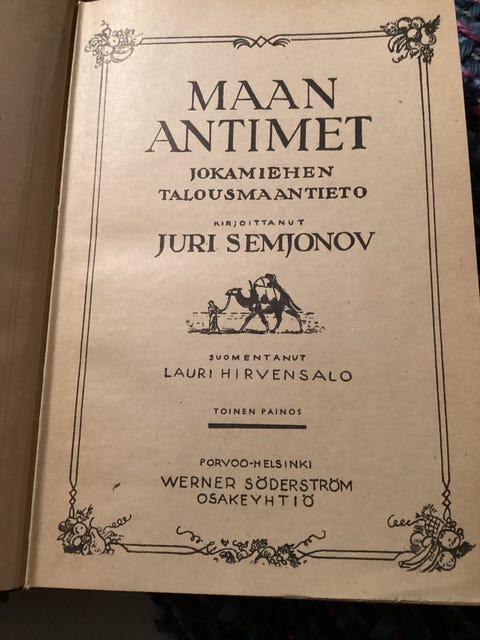 MAAN
ANTIMET
JOKAMIEHEN
TALOUSMAANTIETO
KIRJOITTANUT
JURI SEMJONOV
SUOMENTANUT
LAURI HIRVENSALO
TOINEN PAINOS
PORVOO-HELSINKI
WERNER SÖDERSTRÖM
OSAKEYHTIÖ